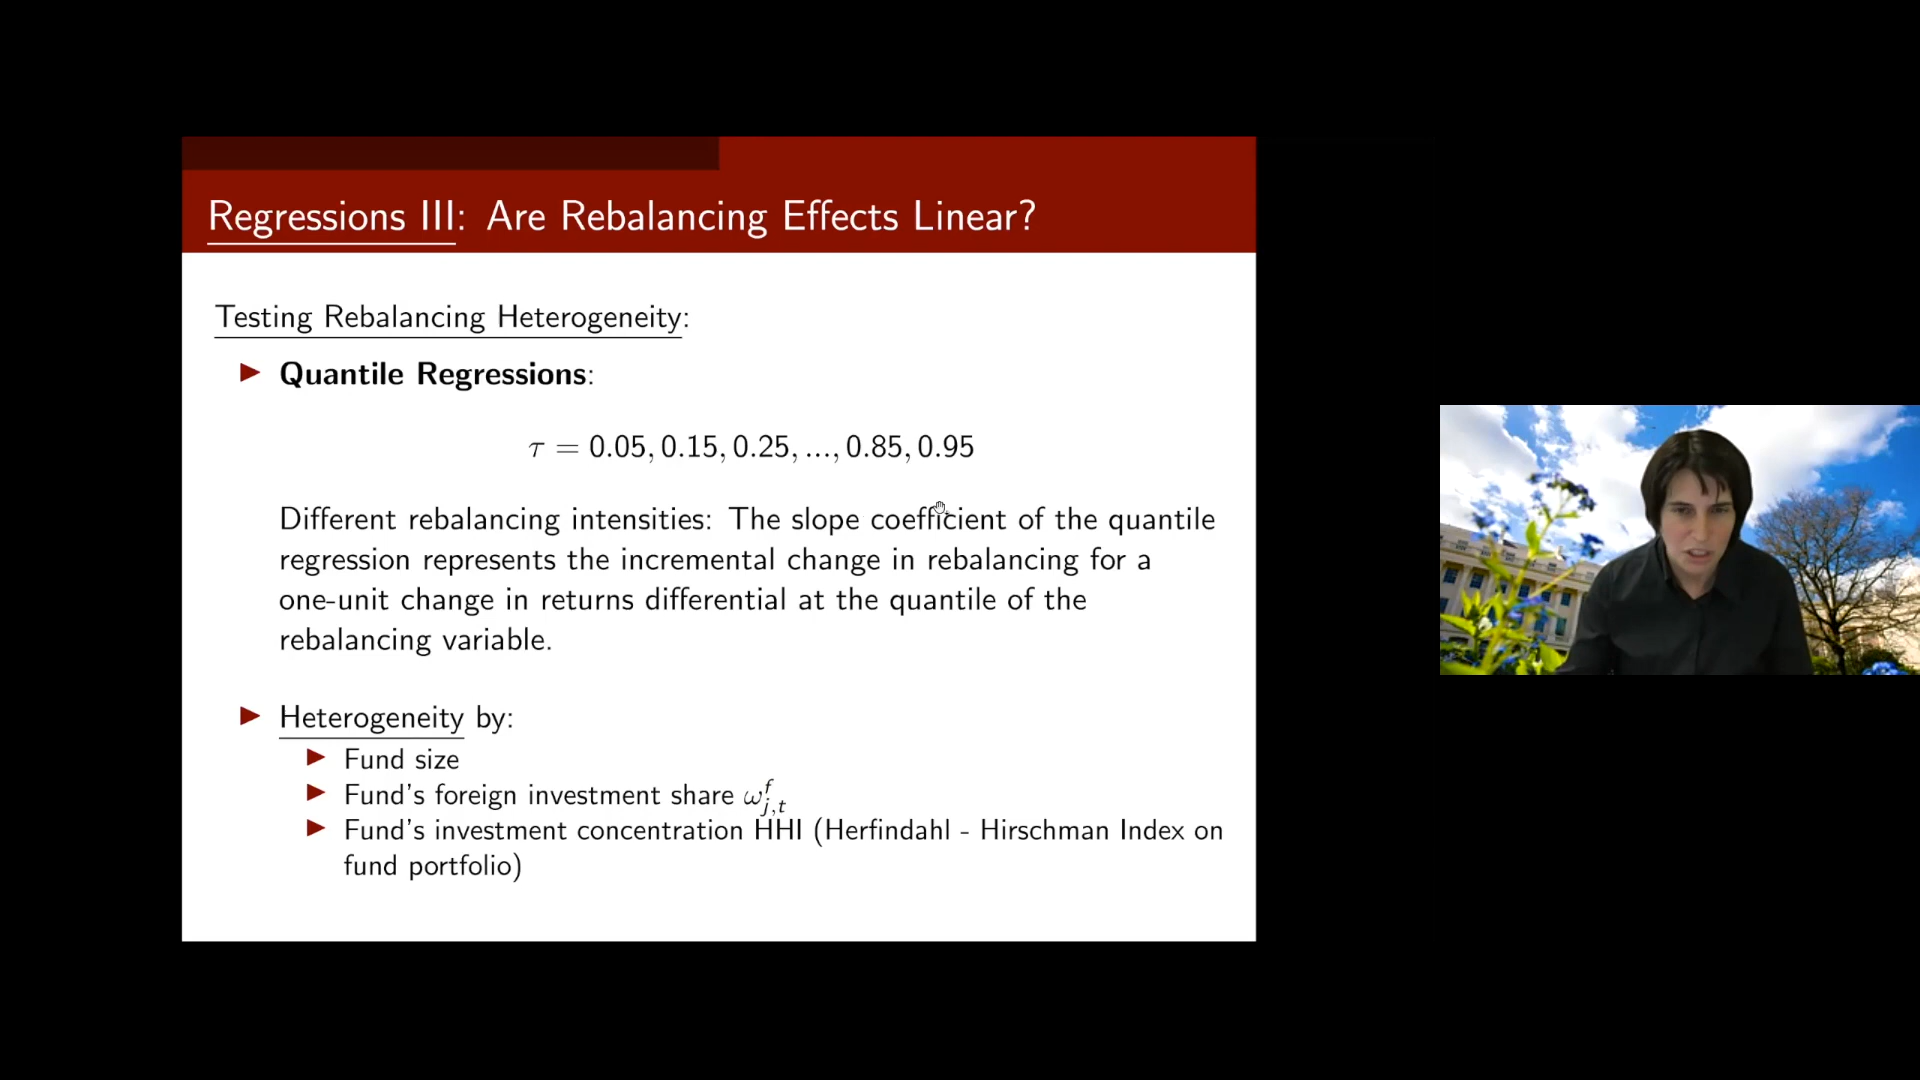 Regressions III: Are Rebalancing Effects Linear?
Testing Rebalancing Heterogeneity:
▶ Quantile Regressions:
τ = 0.05, 0.15, 0.25, ..., 0.85, 0.95
Different rebalancing intensities: The slope coefficient of the quantile
regression represents the incremental change in rebalancing for a
one-unit change in returns differential at the quantile of the
rebalancing variable.
▶ Heterogeneity by:
▶ Fund size
▶ Fund's foreign investment share ω^f_{j,t}
▶ Fund's investment concentration HHI (Herfindahl - Hirschman Index on
fund portfolio)